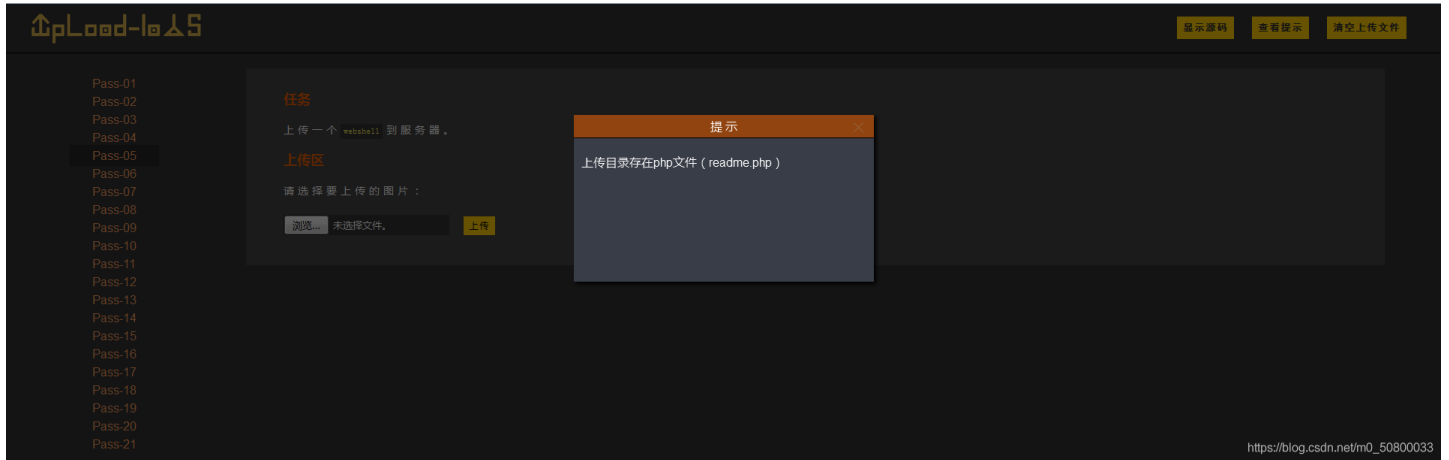 UpLoad-labs
显示源码 查看提示 清空上传文件
Pass-01
Pass-02
Pass-03
Pass-04
Pass-05
Pass-06
Pass-07
Pass-08
Pass-09
Pass-10
Pass-11
Pass-12
Pass-13
Pass-14
Pass-15
Pass-16
Pass-17
Pass-18
Pass-19
Pass-20
Pass-21
任务
上传一个 webshell 到服务器。
上传区
请选择要上传的图片：
浏览... 未选择文件。 上传
提示
上传目录存在php文件（readme.php）
https://blog.csdn.net/m0_50800033